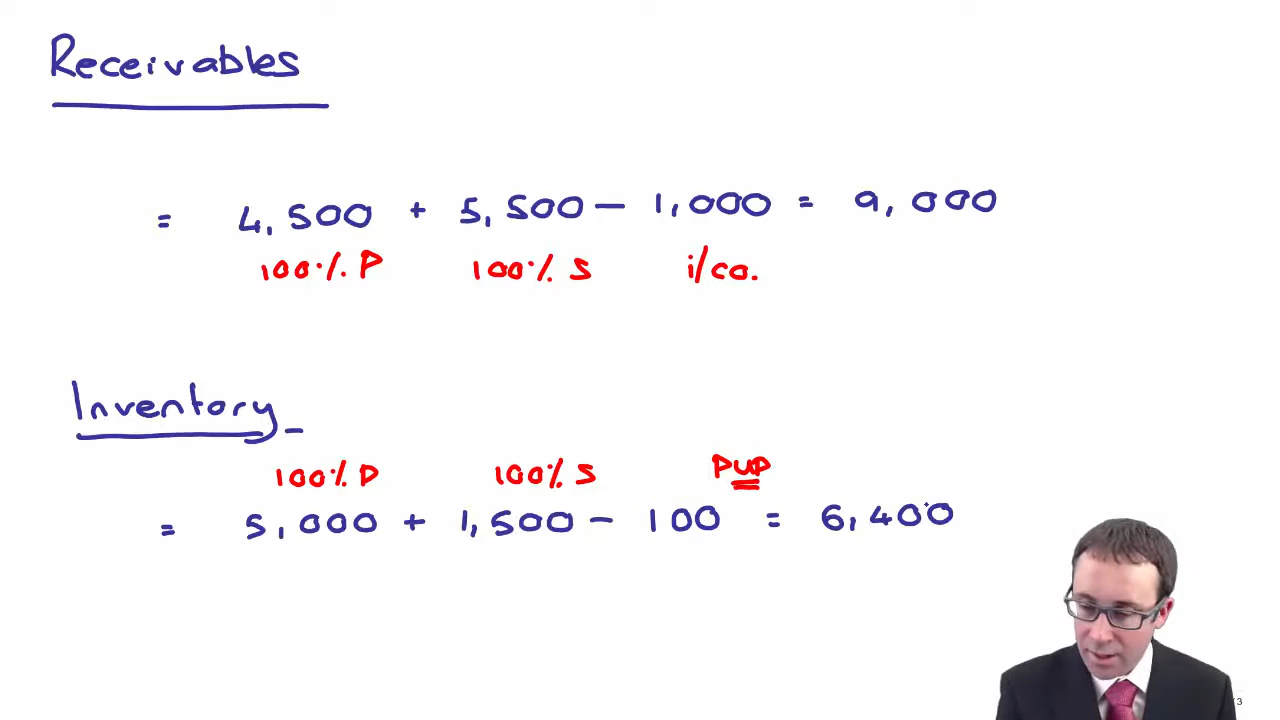 Receivables
= 4,500 + 5,500 - 1,000 = 9,000
100% P 100% S i/co.
Inventory
100% P 100% S PUP
= 5,000 + 1,500 - 100 = 6,400
/3